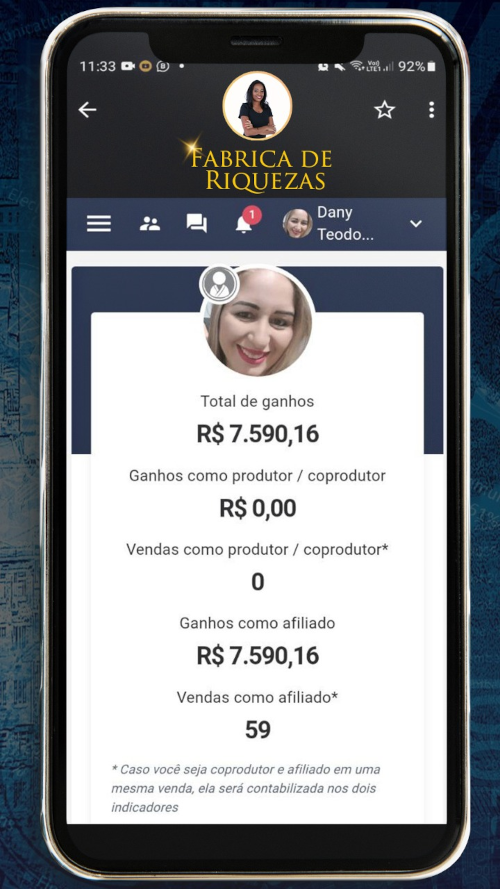 11:33
92%
FABRICA DE
RIQUEZAS
1
Dany
Teodo...
Total de ganhos
R$ 7.590,16
Ganhos como produtor / coprodutor
R$ 0,00
Vendas como produtor / coprodutor*
0
Ganhos como afiliado
R$ 7.590,16
Vendas como afiliado*
59
* Caso você seja coprodutor e afiliado em uma
mesma venda, ela será contabilizada nos dois
indicadores